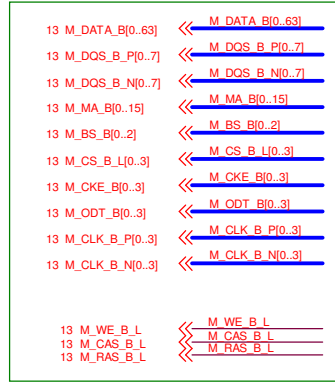 13 M_DATA_B[0..63] M_DATA_B[0..63]
13 M_DQS_B_P[0..7] M_DQS_B_P[0..7]
13 M_DQS_B_N[0..7] M_DQS_B_N[0..7]
13 M_MA_B[0..15] M_MA_B[0..15]
13 M_BS_B[0..2] M_BS_B[0..2]
13 M_CS_B_L[0..3] M_CS_B_L[0..3]
13 M_CKE_B[0..3] M_CKE_B[0..3]
13 M_ODT_B[0..3] M_ODT_B[0..3]
13 M_CLK_B_P[0..3] M_CLK_B_P[0..3]
13 M_CLK_B_N[0..3] M_CLK_B_N[0..3]
13 M_WE_B_L M_WE_B_L
13 M_CAS_B_L M_CAS_B_L
13 M_RAS_B_L M_RAS_B_L